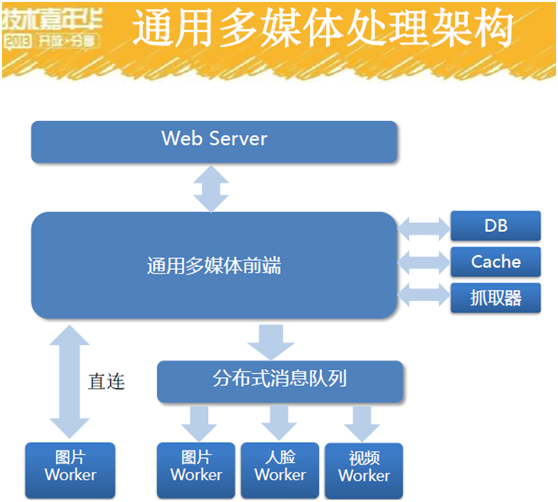 技术嘉年华
2013 开放·分享
通用多媒体处理架构
Web Server
通用多媒体前端
DB
Cache
抓取器
直连
分布式消息队列
图片
Worker
图片
Worker
人脸
Worker
视频
Worker